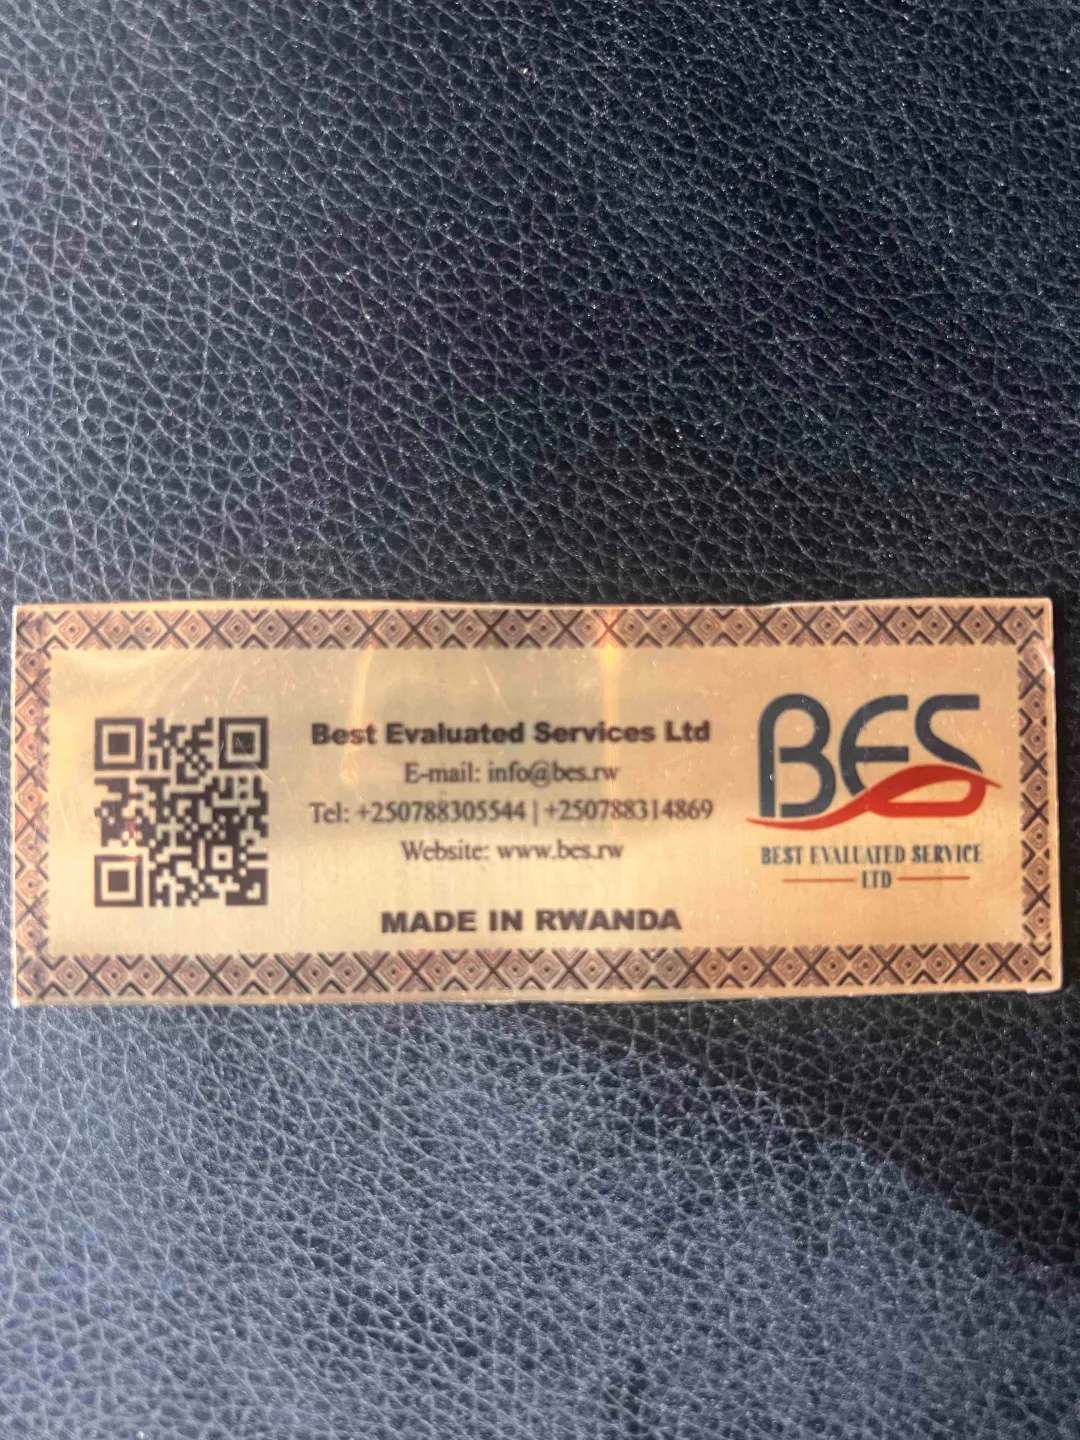 Best Evaluated Services Ltd
E-mail: info@bes.rw
Tel: +250788305544 | +250788314869
Website: www.bes.rw
MADE IN RWANDA
BES
BEST EVALUATED SERVICE
LTD